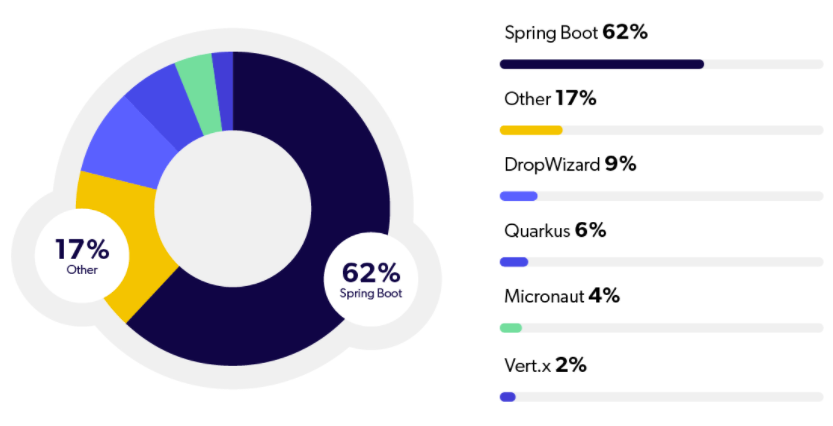 17%
Other
62%
Spring Boot
Spring Boot 62%
Other 17%
DropWizard 9%
Quarkus 6%
Micronaut 4%
Vert.x 2%